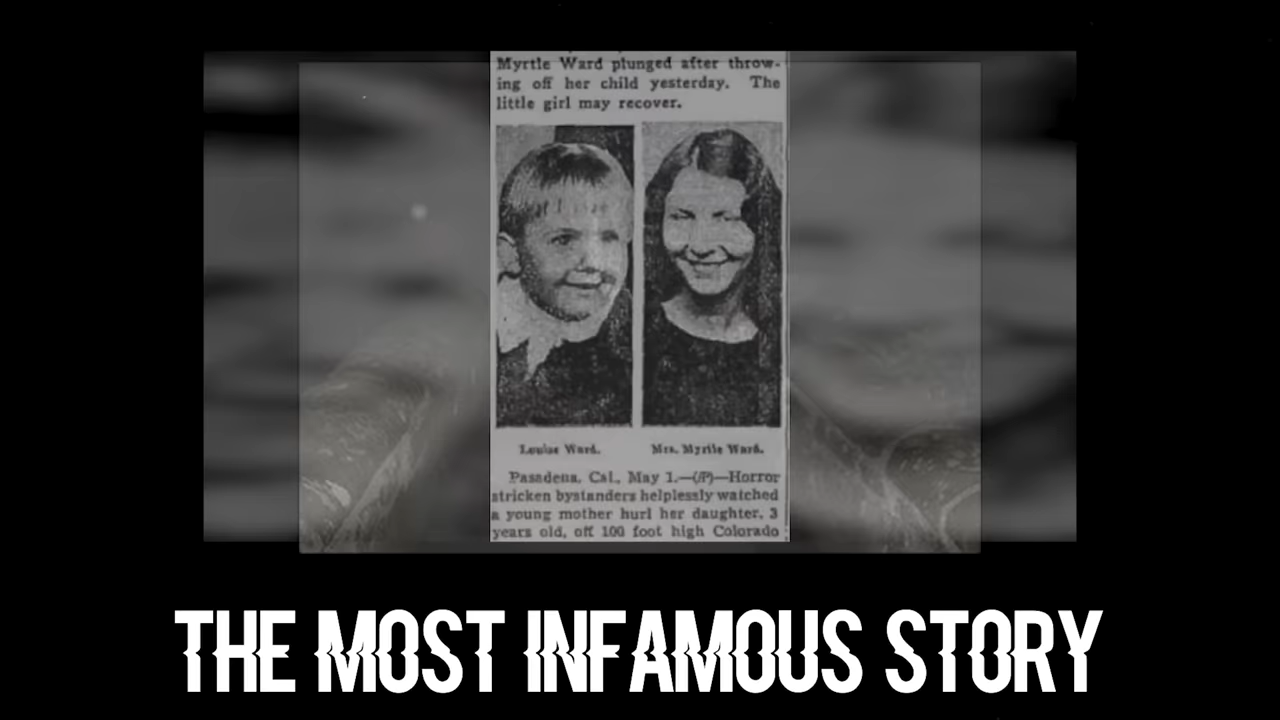 Myrtle Ward plunged after throw-
ing off her child yesterday. The
little girl may recover.
Louise Ward.
Mrs. Myrtle Ward.
Pasadena, Cal., May 1.—(AP)—Horror
stricken bystanders helplessly watched
a young mother hurl her daughter, 3
years old, off 100 foot high Colorado
THE MOST INFAMOUS STORY